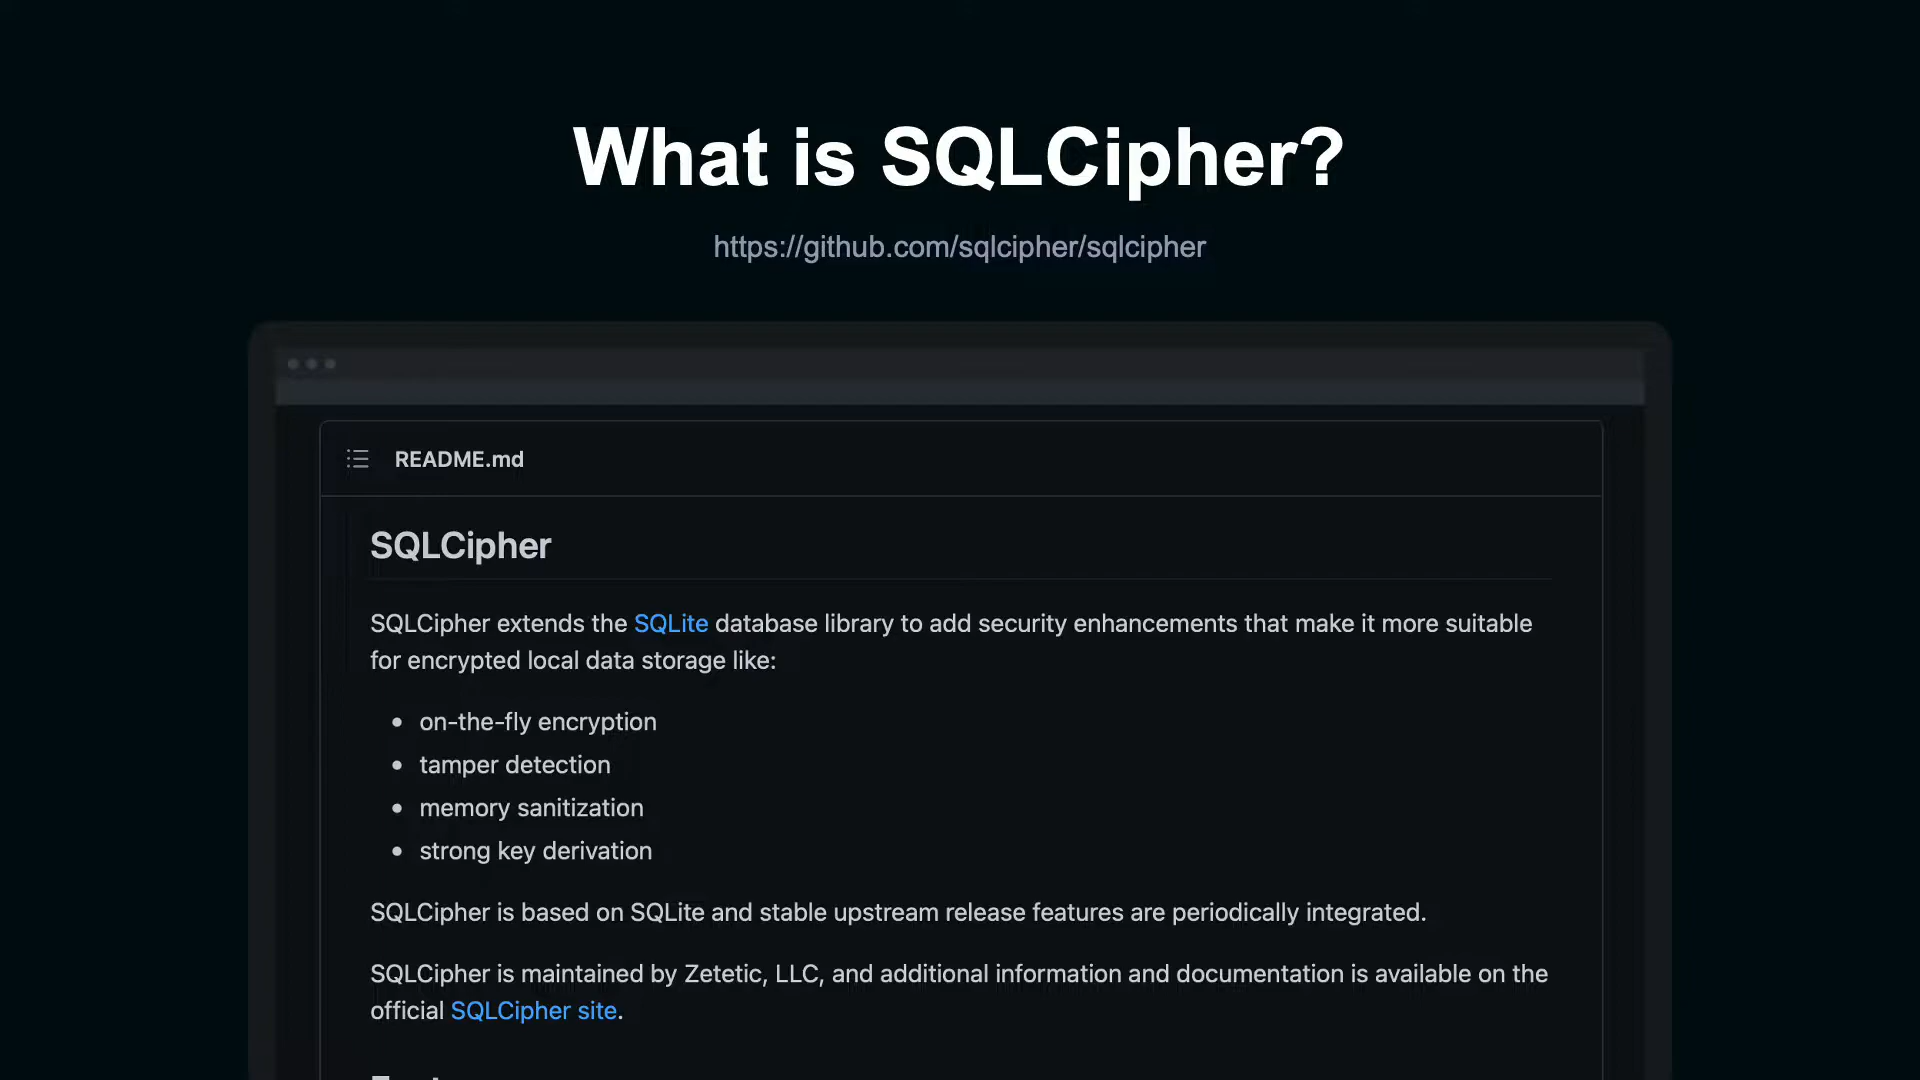 What is SQLCipher?
https://github.com/sqlcipher/sqlcipher
README.md
SQLCipher
SQLCipher extends the SQLite database library to add security enhancements that make it more suitable
for encrypted local data storage like:
• on-the-fly encryption
• tamper detection
• memory sanitization
• strong key derivation
SQLCipher is based on SQLite and stable upstream release features are periodically integrated.
SQLCipher is maintained by Zetetic, LLC, and additional information and documentation is available on the
official SQLCipher site.